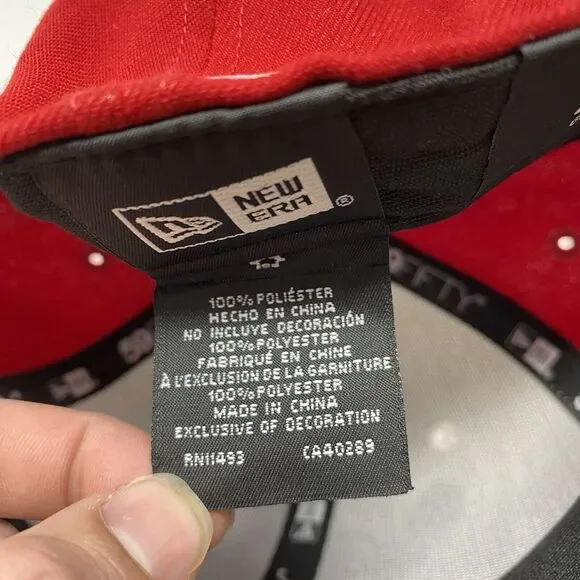 NEW
ERA®
100% POLIÉSTER
HECHO EN CHINA
NO INCLUYE DECORACIÓN
100% POLYESTER
FABRIQUÉ EN CHINA
À L'EXCLUSION DE LA GARNITURE
100% POLYESTER
MADE IN CHINA
EXCLUSIVE OF DECORATION
RN11493 CA40289